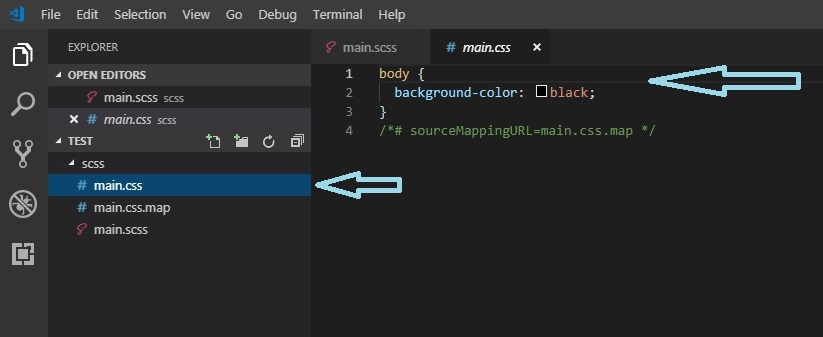 File Edit Selection View Go Debug Terminal Help
EXPLORER
OPEN EDITORS
main.scss scss
main.css scss
TEST
scss
main.css
main.css.map
main.scss
main.scss main.css
1 body {
2 background-color: black;
3 }
4 /*# sourceMappingURL=main.css.map */